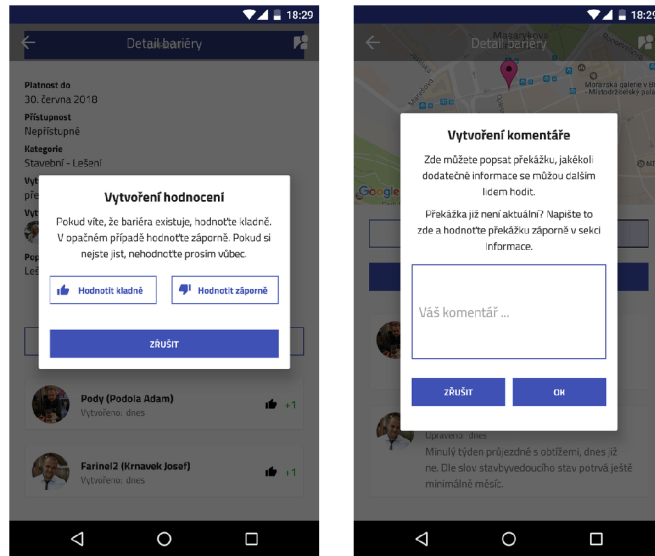 18:29
Detail bariéry
Platnost do
30. června 2018
Přístupnost
Nepřístupné
Kategorie
Stavební - Lešení
Vytvoření hodnocení
Pokud víte, že bariéra existuje, hodnoťte kladně.
V opačném případě hodnoťte záporně. Pokud si
nejste jist, nehodnoťte prosím vůbec.
Hodnotit kladně
Hodnotit záporně
ZRUŠIT
Pody (Podola Adam)
Vytvořeno: dnes
+1
Farinel2 (Krnavek Josef)
Vytvořeno: dnes
+1
18:29
Detail bariéry
Masarykova
Moravská galerie v B
- Místodržitelský palá
Google
Vytvoření komentáře
Zde můžete popsat překážku, jakékoli
dodatečné informace se můžou dalším
lidem hodit.
Překážka již není aktuální? Napište to
zde a hodnoťte překážku záporně v sekci
Informace.
Váš komentář ...
ZRUŠIT
OK
Upraveno: dnes
Minulý týden průjezdné s obtížemi, dnes již
ne. Dle slov stavbyvedoucího stav potrvá ještě
minimálně měsíc.